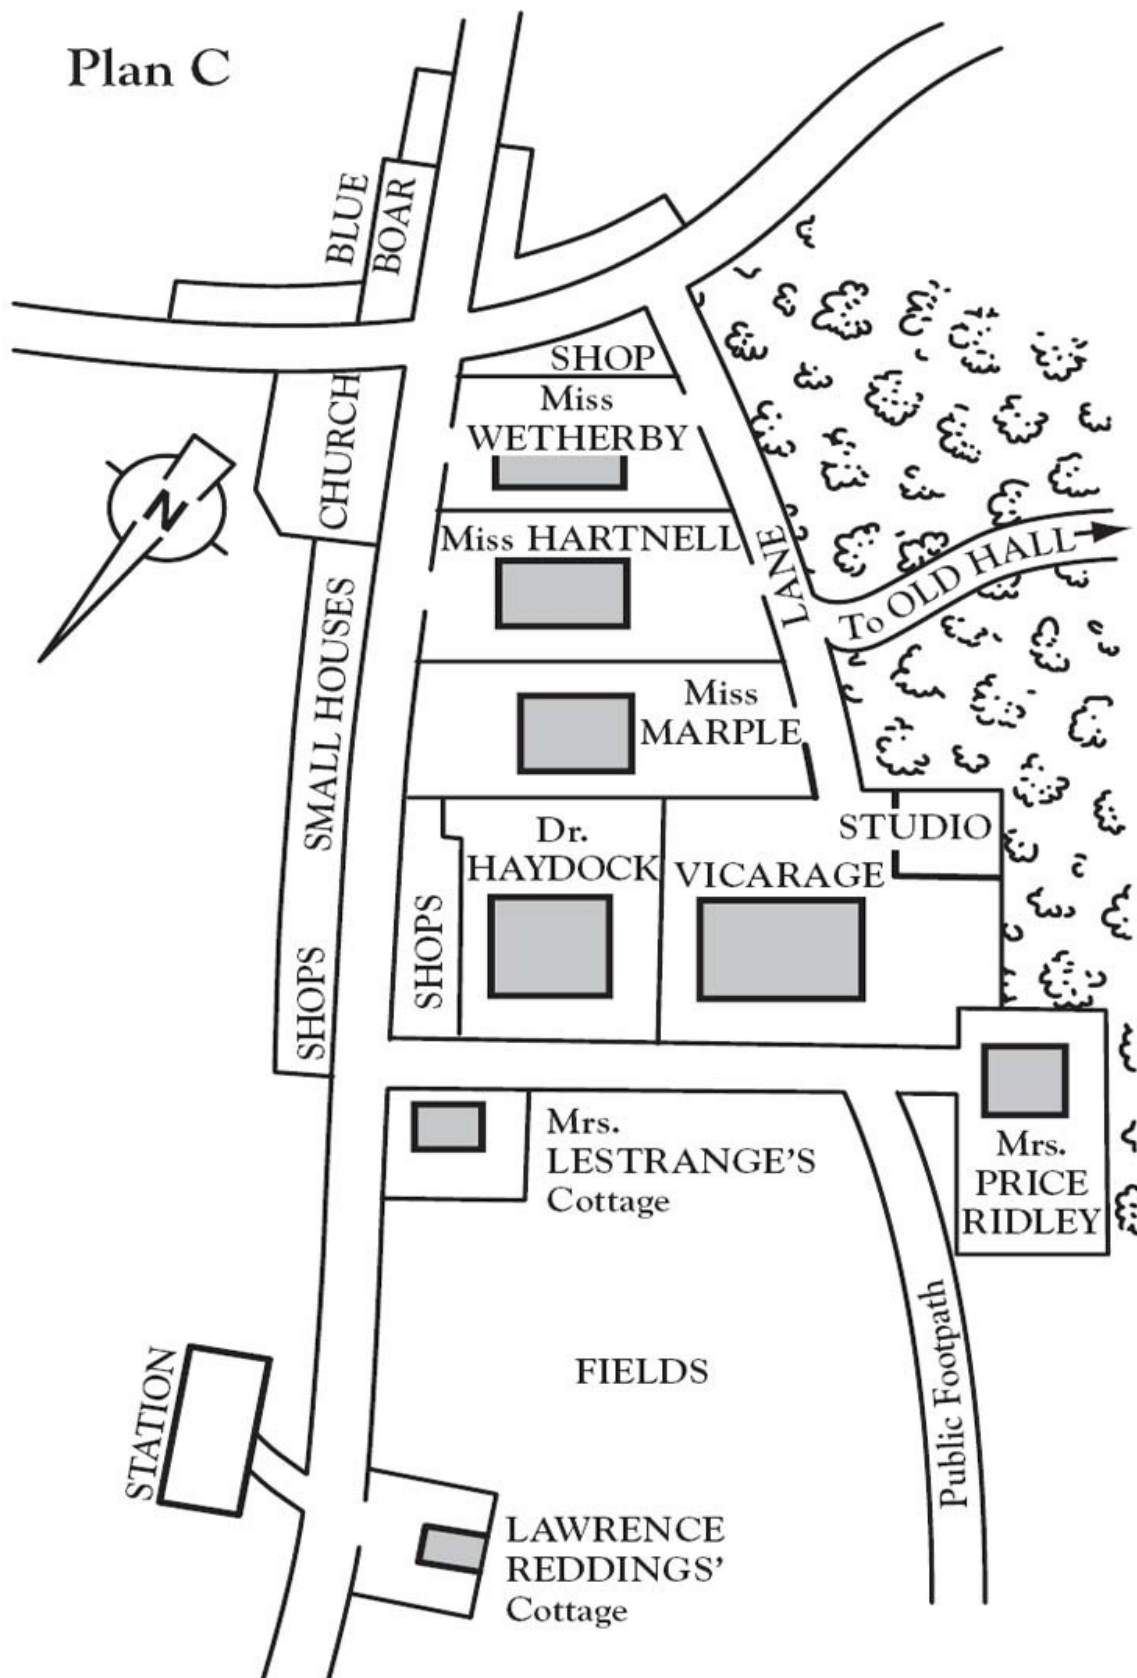 Plan C
BLUE
BOAR
SHOP
Miss
WETHERBY
CHURCH
N
Miss HARTNELL
LANE
To OLD HALL
SMALL HOUSES
Miss
MARPLE
STUDIO
Dr.
HAYDOCK
VICARAGE
SHOPS
SHOPS
Mrs.
LESTRANGE'S
Cottage
Mrs.
PRICE
RIDLEY
Public Footpath
FIELDS
STATION
LAWRENCE
REDDINGS'
Cottage